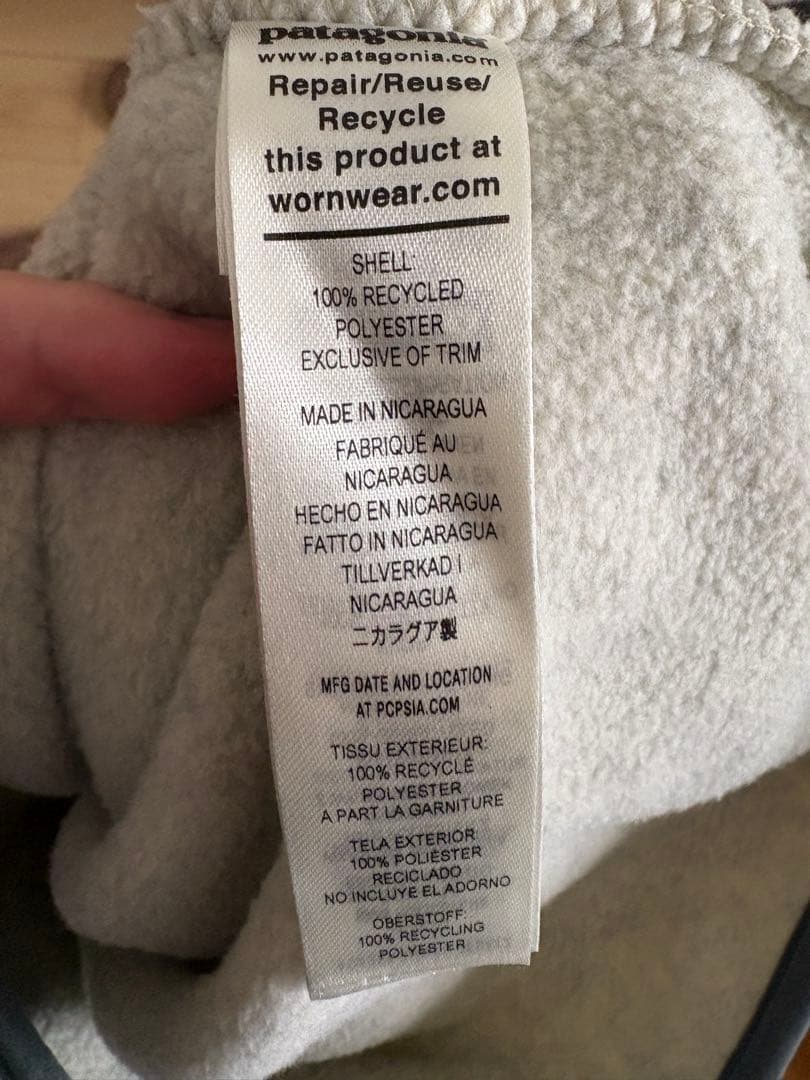 patagonia
www.patagonia.com
Repair/Reuse/
Recycle
this product at
wornwear.com
SHELL:
100% RECYCLED
POLYESTER
EXCLUSIVE OF TRIM
MADE IN NICARAGUA
FABRIQUÉ AU
NICARAGUA
HECHO EN NICARAGUA
FATTO IN NICARAGUA
TILLVERKAD I
NICARAGUA
ニカラグア製
MFG DATE AND LOCATION
AT PCPSIA.COM
TISSU EXTERIEUR:
100% RECYCLÉ
POLYESTER
A PART LA GARNITURE
TELA EXTERIOR
100% POLIÉSTER
RECICLADO
NO INCLUYE EL ADORNO
OBERSTOFF:
100% RECYCLING
POLYESTER